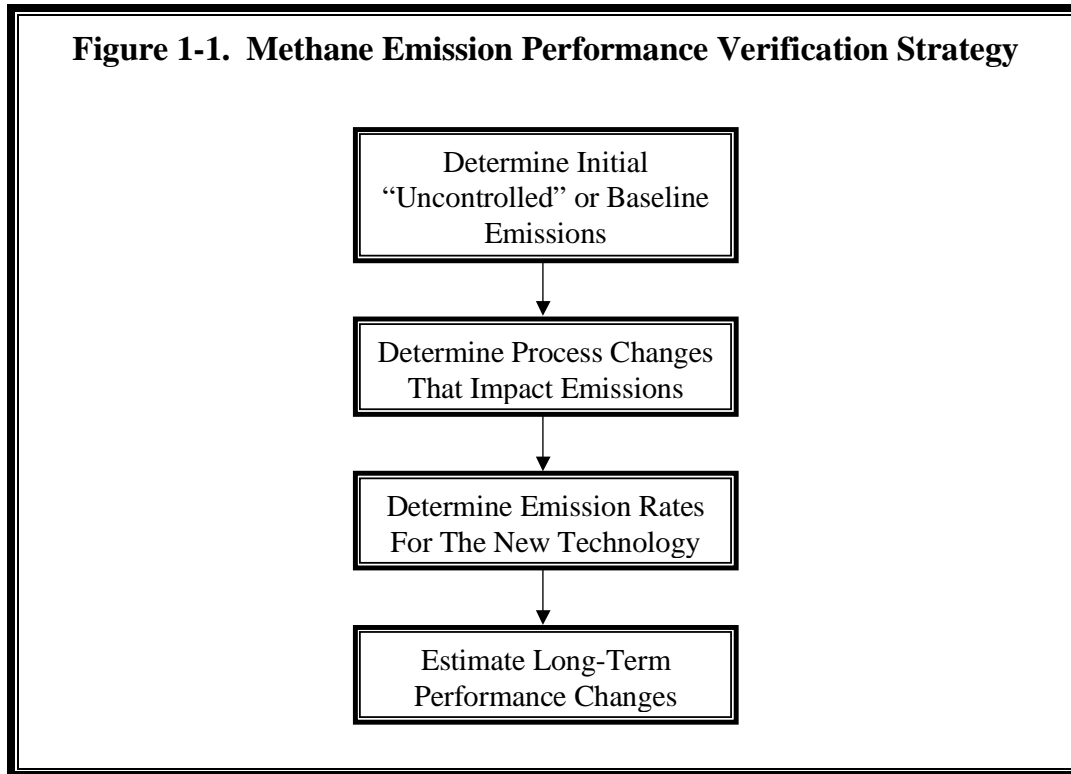 Figure 1-1.  Methane Emission Performance Verification Strategy
Determine Initial
“Uncontrolled” or Baseline
Emissions
Determine Process Changes
That Impact Emissions
Determine Emission Rates
For The New Technology
Estimate Long-Term
Performance Changes